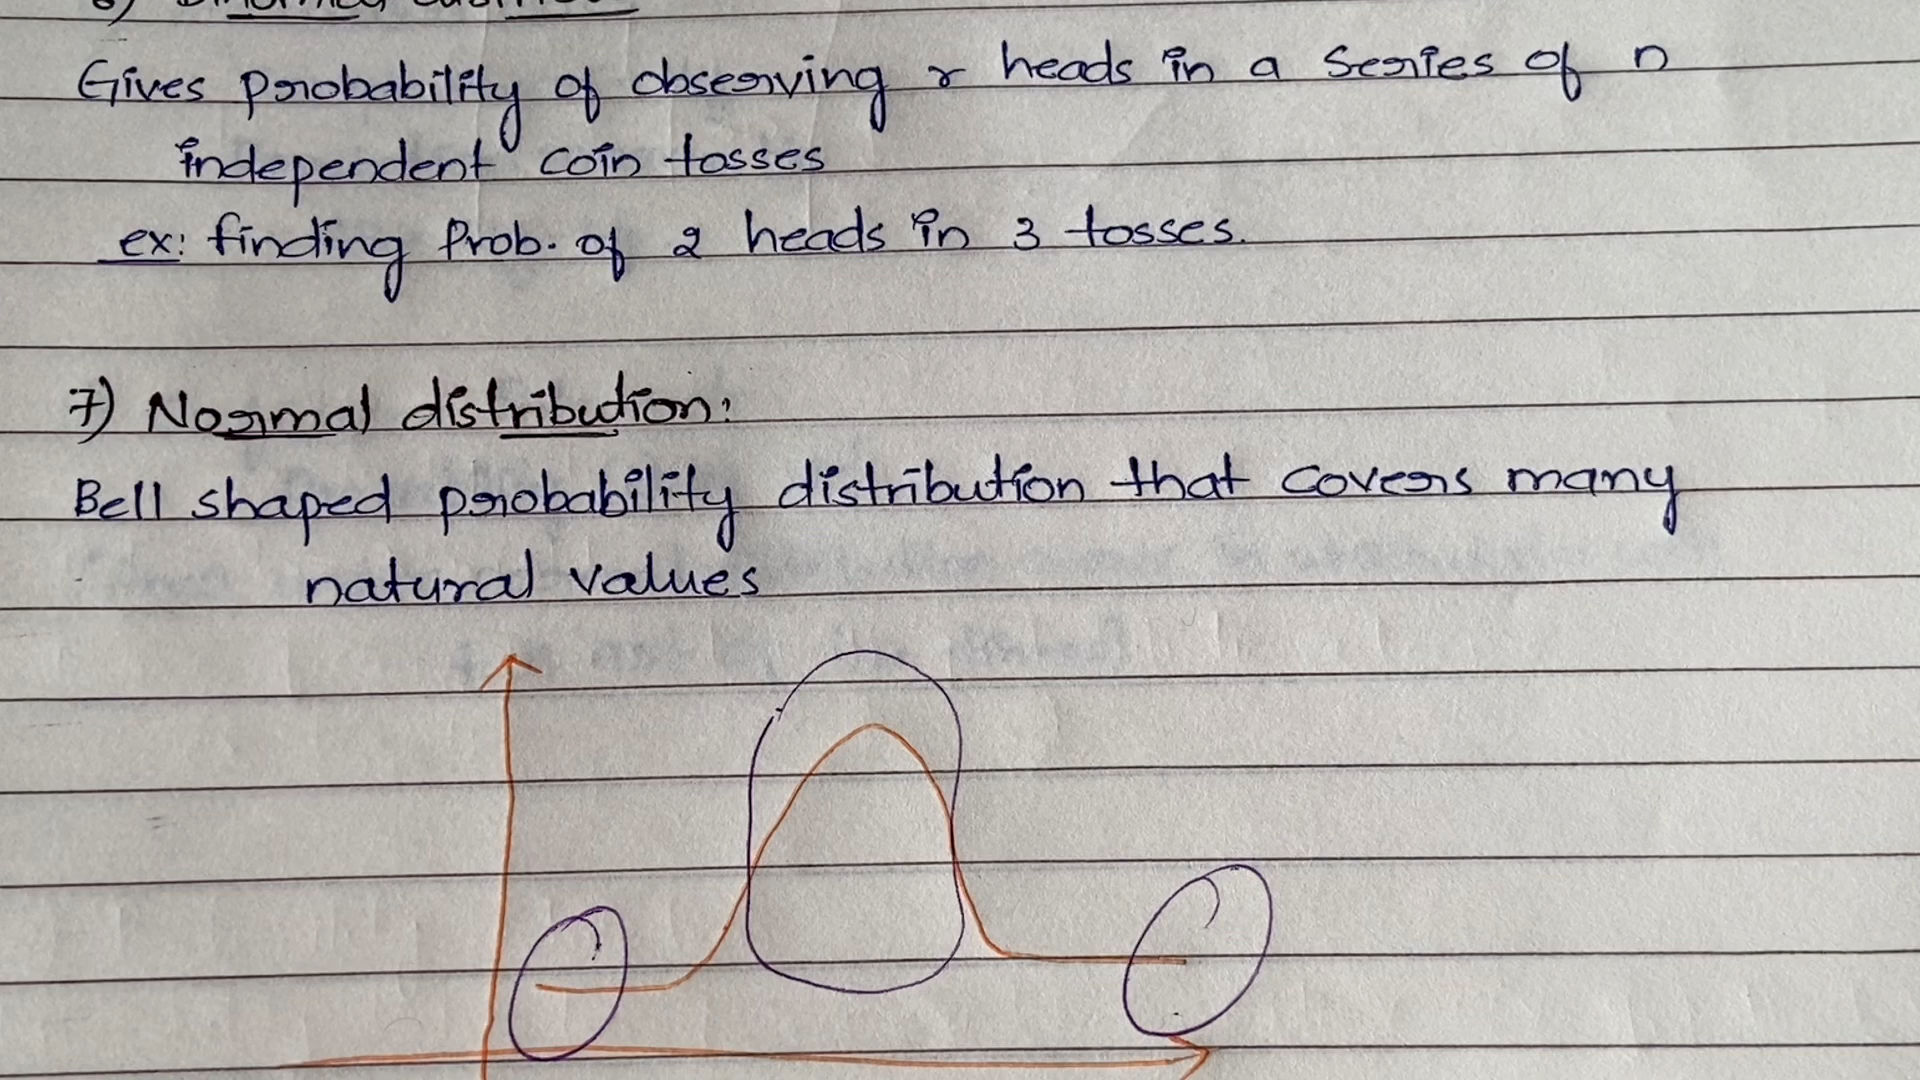 Gives probability of observing r heads in a series of n
independent coin tosses
ex: finding Prob. of 2 heads in 3 tosses.
7) Normal distribution:
Bell shaped probability distribution that covers many
natural values